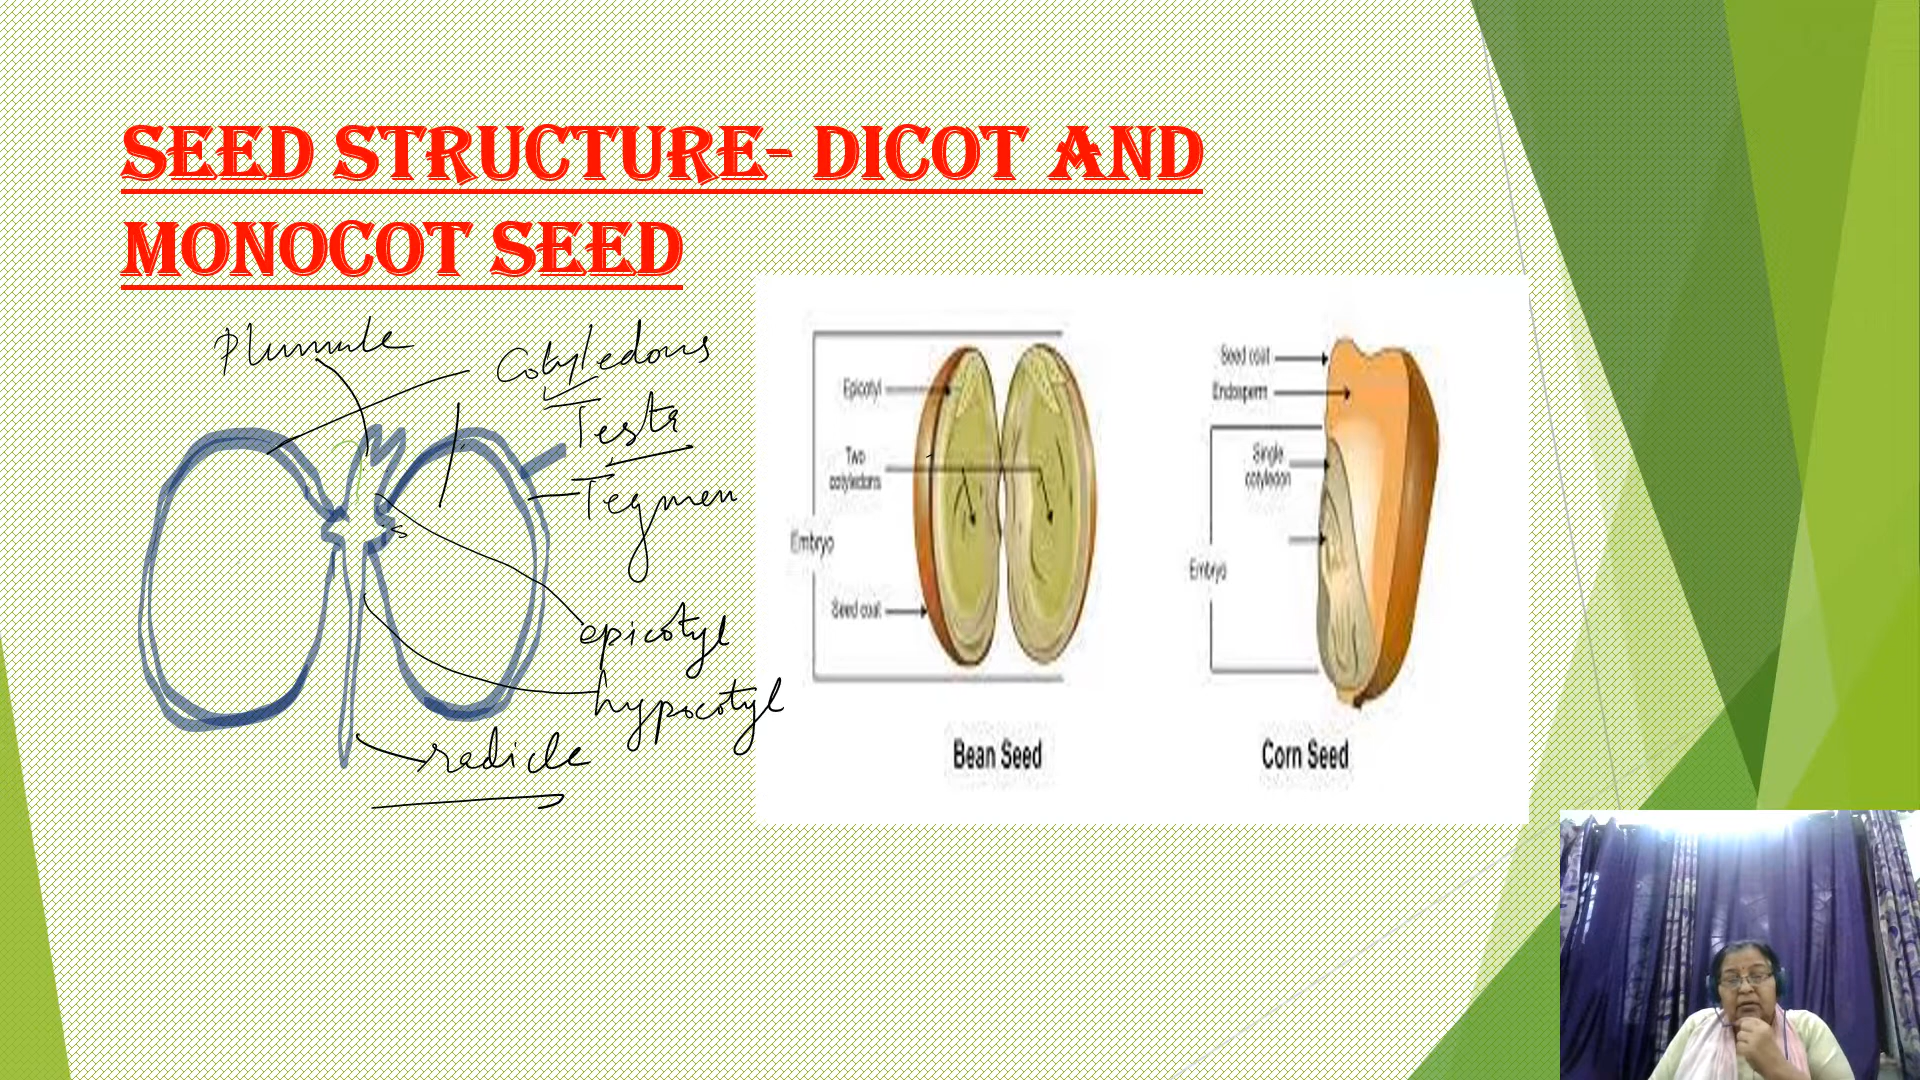 SEED STRUCTURE- DICOT AND
MONOCOT SEED
Plumule
Cotyledons
Testa
Tegmen
epicotyl
hypocotyl
radicle
Epicotyl
Two
cotyledons
Embryo
Seed coat
Bean Seed
Seed coat
Endosperm
Single
cotyledon
Embryo
Corn Seed